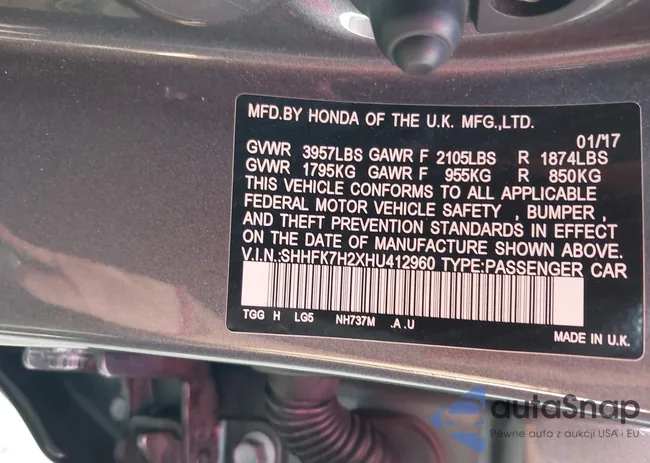 MFD.BY HONDA OF THE U.K. MFG.,LTD.
01/17
GVWR 3957LBS GAWR F 2105LBS R 1874LBS
GVWR 1795KG GAWR F 955KG R 850KG
THIS VEHICLE CONFORMS TO ALL APPLICABLE
FEDERAL MOTOR VEHICLE SAFETY , BUMPER ,
AND THEFT PREVENTION STANDARDS IN EFFECT
ON THE DATE OF MANUFACTURE SHOWN ABOVE.
V.I.N.:SHHFK7H2XHU412960 TYPE:PASSENGER CAR
TGG H LG5 NH737M .A .U
MADE IN U.K.
autoSnap
Pewne auta z aukcji USA i EU